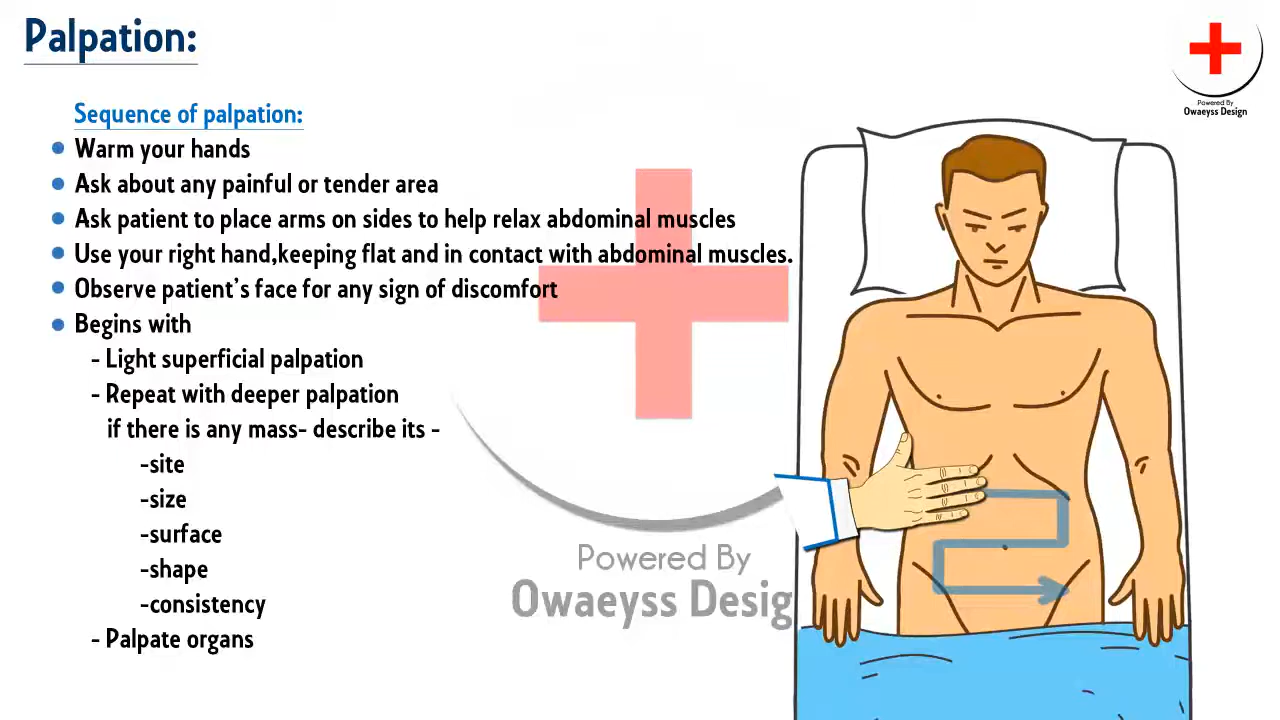 Palpation:
Powered By
Owaeyss Design
Sequence of palpation:
Warm your hands
Ask about any painful or tender area
Ask patient to place arms on sides to help relax abdominal muscles
Use your right hand,keeping flat and in contact with abdominal muscles.
Observe patient's face for any sign of discomfort
Begins with
- Light superficial palpation
- Repeat with deeper palpation
if there is any mass- describe its -
-site
-size
-surface
-shape
-consistency
- Palpate organs
Powered By
Owaeyss Desig